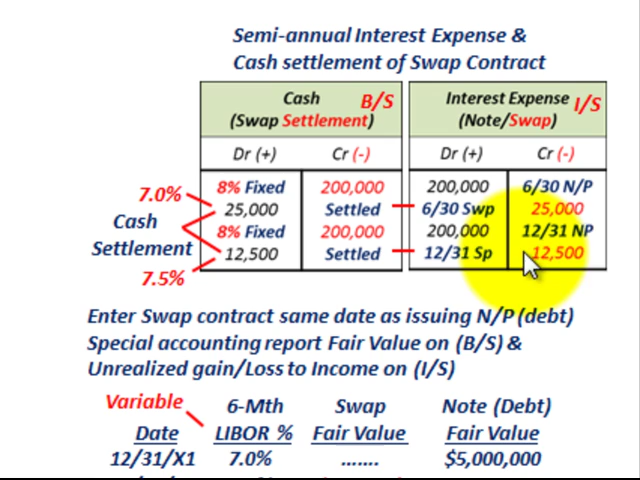 Semi-annual Interest Expense &
Cash settlement of Swap Contract
Cash B/S
(Swap Settlement)
Interest Expense I/S
(Note/Swap)
Dr (+) Cr (-) Dr (+) Cr (-)
7.0% 8% Fixed 200,000 200,000 6/30 N/P
25,000 Settled 6/30 Swp 25,000
Cash
Settlement
8% Fixed 200,000 200,000 12/31 NP
12,500 Settled 12/31 Sp 12,500
7.5%
Enter Swap contract same date as issuing N/P (debt)
Special accounting report Fair Value on (B/S) &
Unrealized gain/Loss to Income on (I/S)
Variable 6-Mth Swap Note (Debt)
Date LIBOR % Fair Value Fair Value
12/31/X1 7.0% ....... $5,000,000